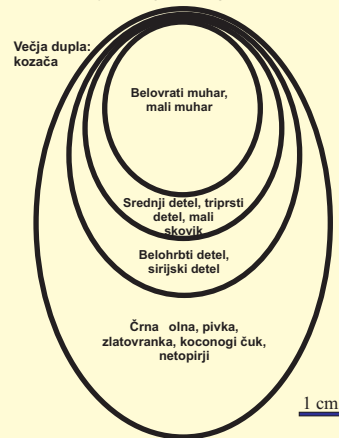 Večja dupla:
kozača
Belovrati muhar,
mali muhar
Srednji detel, triprsti
detel, mali
skovik
Belohrbti detel,
sirijski detel
Črna olna, pivka,
zlatovranka, koconogi čuk,
netopirji
1 cm